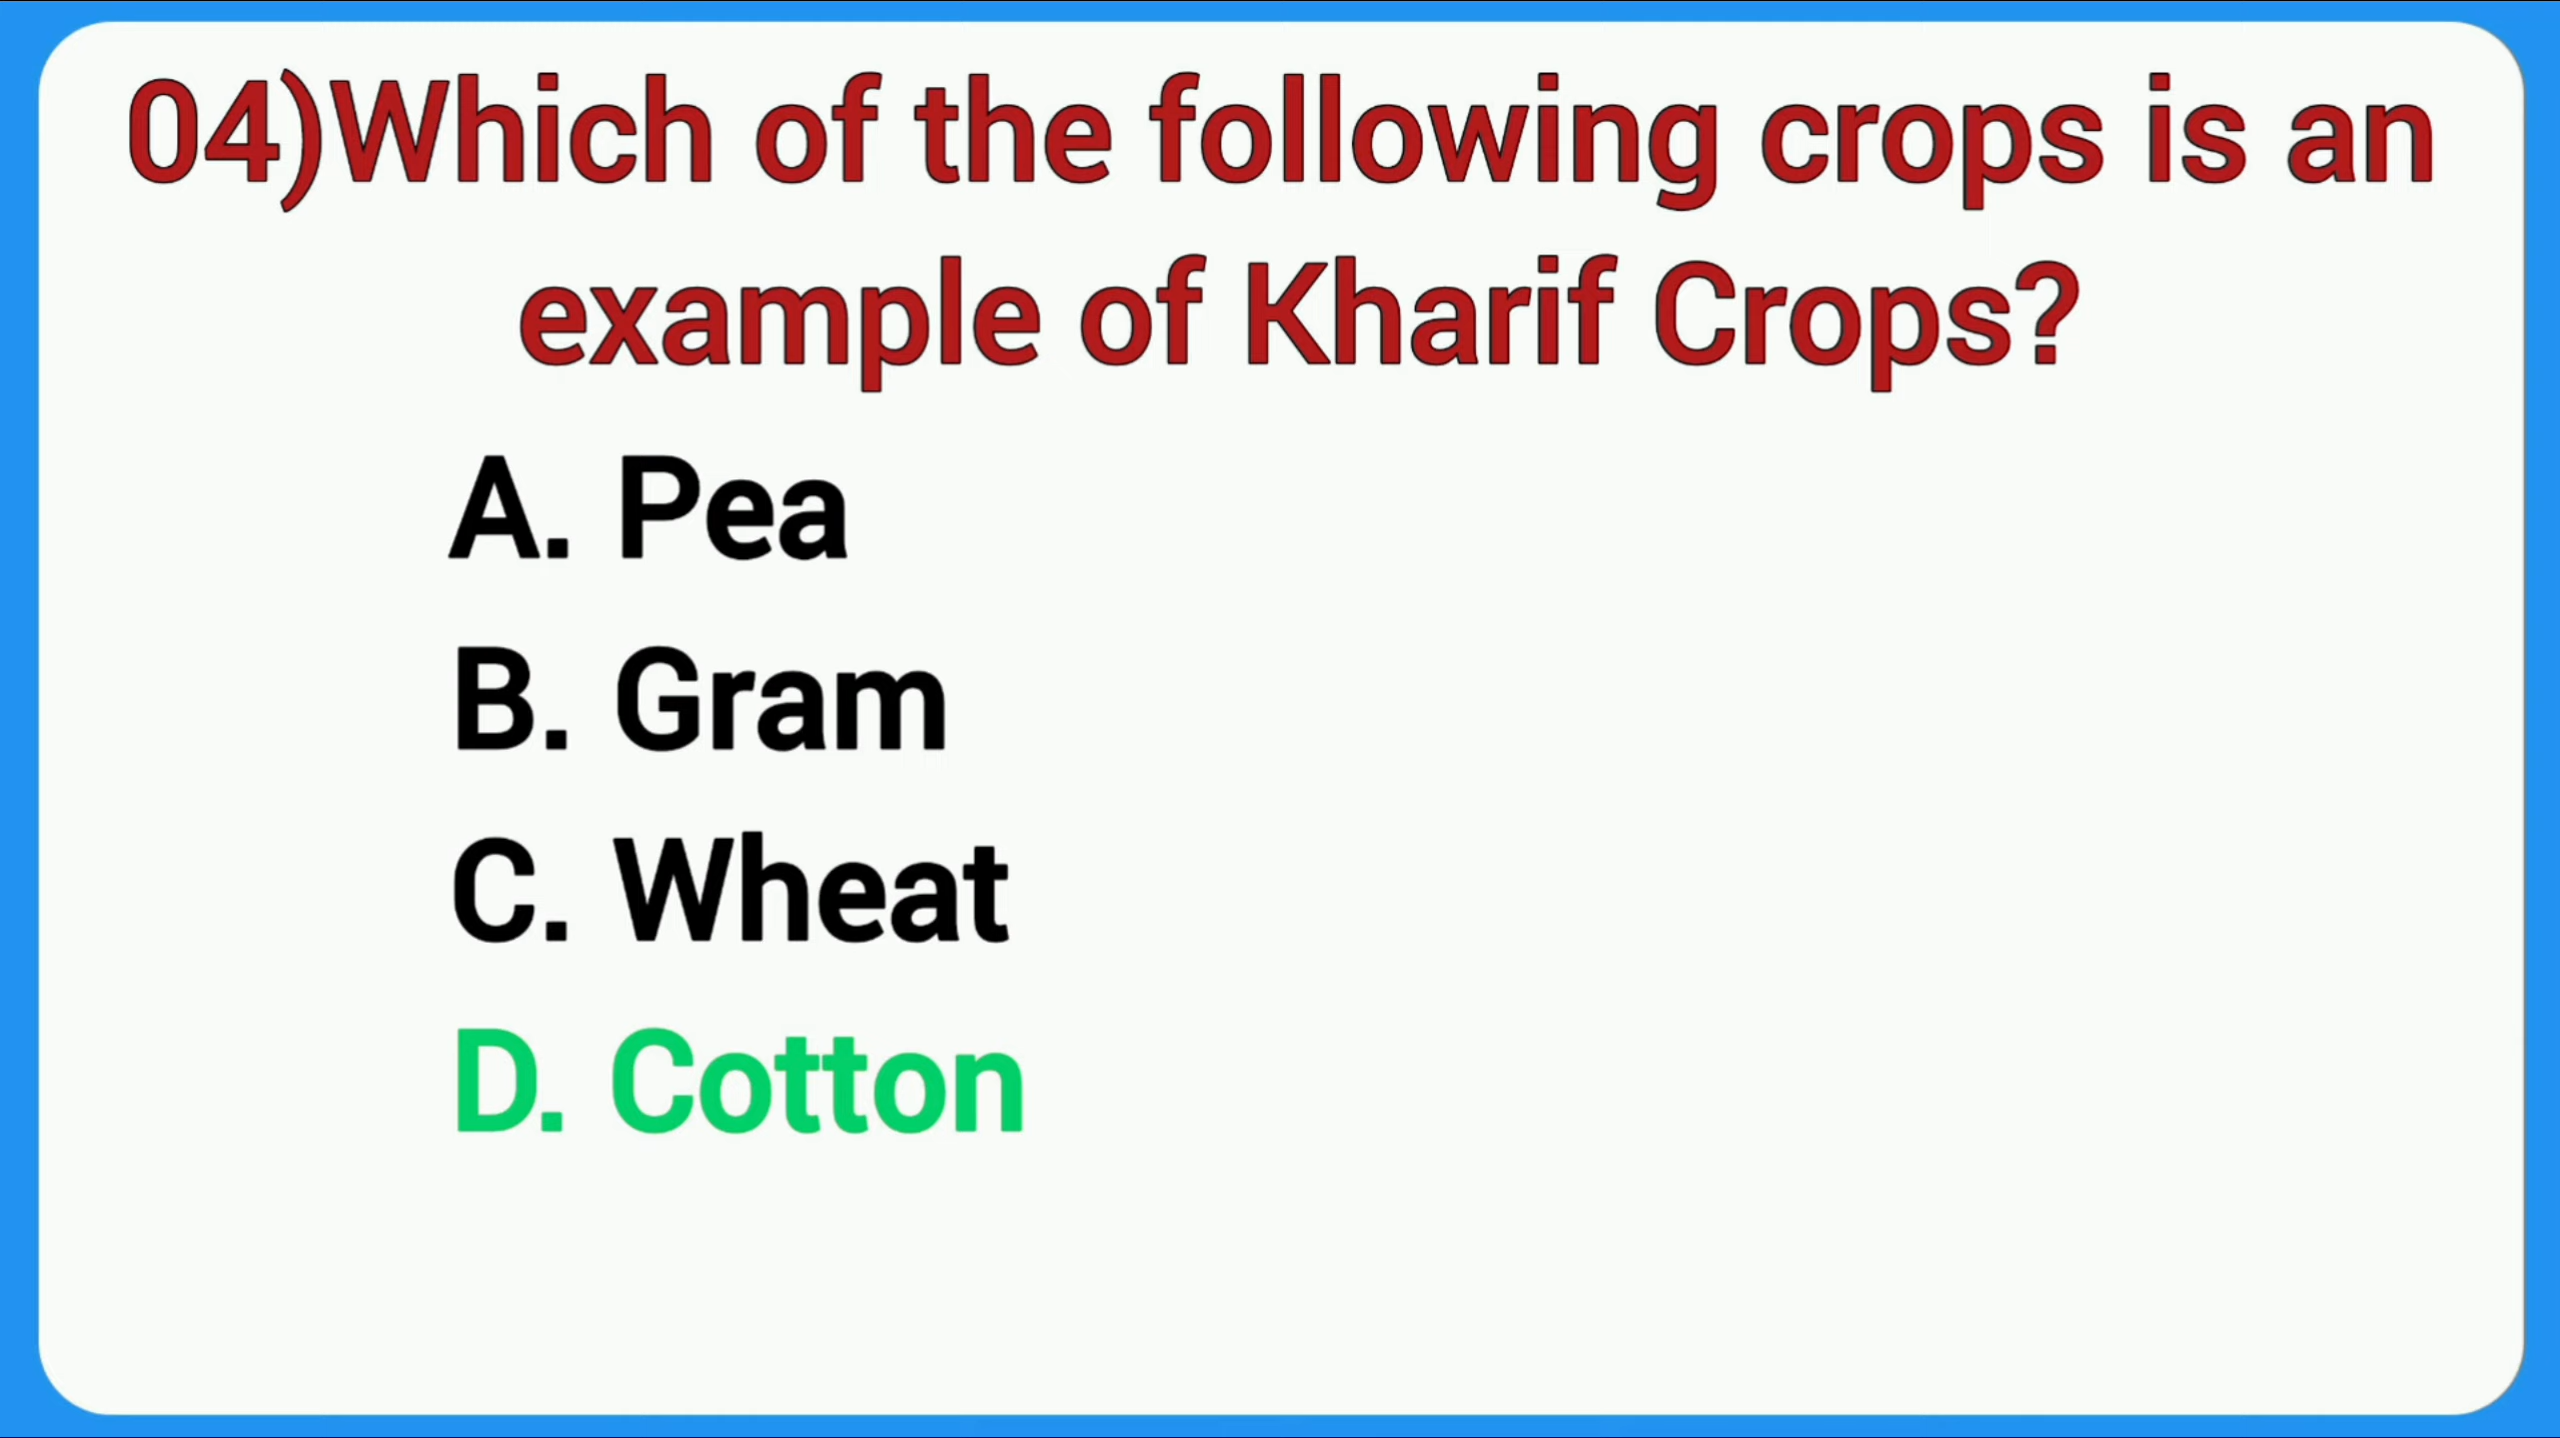 04)Which of the following crops is an
example of Kharif Crops?
A. Pea
B. Gram
C. Wheat
D. Cotton